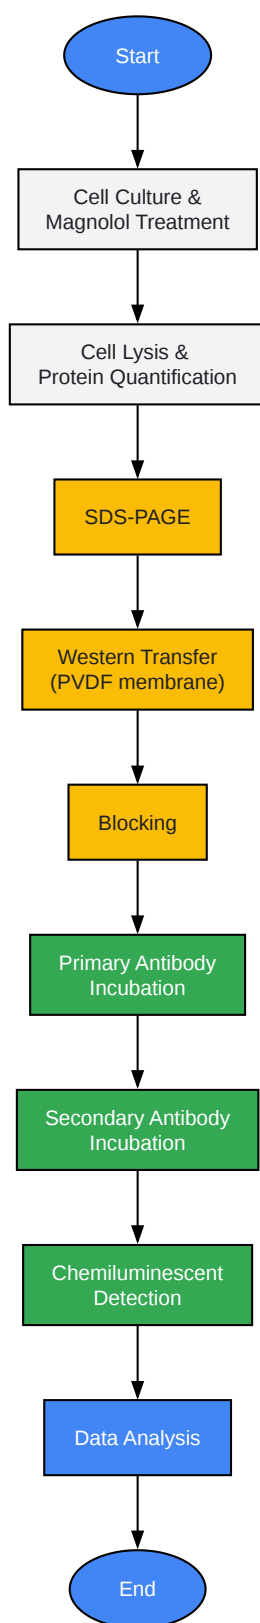 Start
Cell Culture &
Magnolol Treatment
Cell Lysis &
Protein Quantification
SDS-PAGE
Western Transfer
(PVDF membrane)
Blocking
Primary Antibody
Incubation
Secondary Antibody
Incubation
Chemiluminescent
Detection
Data Analysis
End